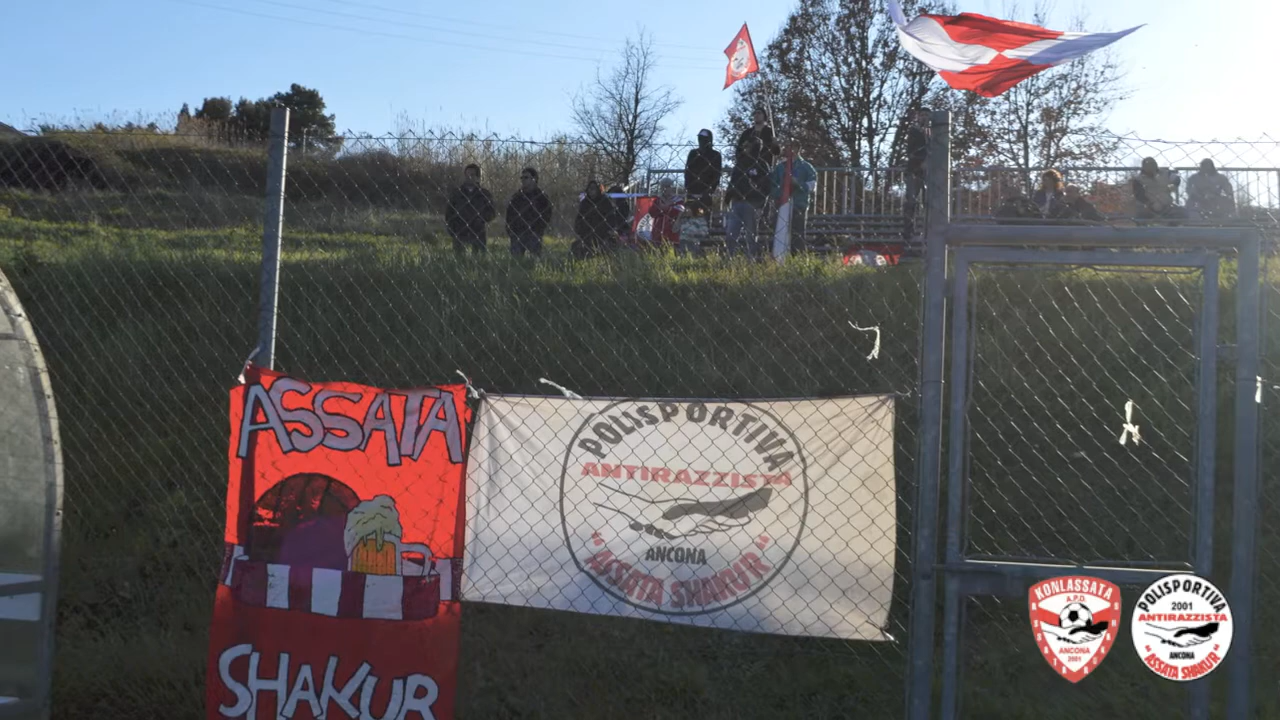 ASSATA
SHAKUR
POLISPORTIVA
ANTIRAZZISTA
ANCONA
"ASSATA SHAKUR"
KONLASSATA
A.P.D.
ANCONA
2001
POLISPORTIVA
2001
ANTIRAZZISTA
ANCONA
"ASSATA SHAKUR"